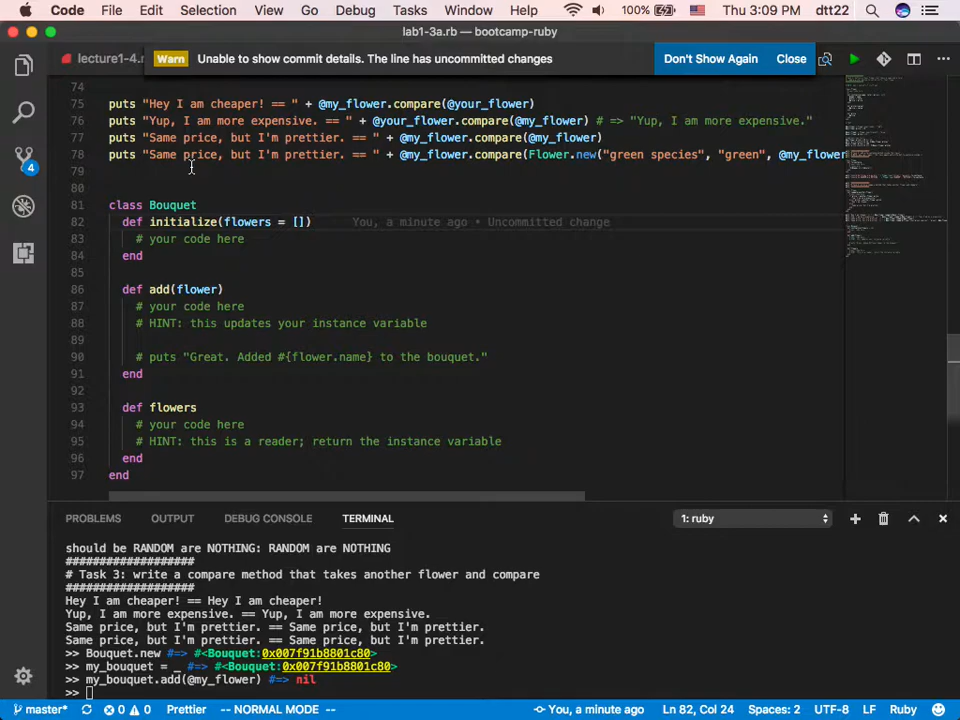 Code File Edit Selection View Go Debug Tasks Window Help 100% Thu 3:09 PM dtt22
lab1-3a.rb — bootcamp-ruby
lecture1-4.r
Warn Unable to show commit details. The line has uncommitted changes Don't Show Again Close
74
75 puts "Hey I am cheaper! == " + @my_flower.compare(@your_flower)
76 puts "Yup, I am more expensive. == " + @your_flower.compare(@my_flower) # => "Yup, I am more expensive."
77 puts "Same price, but I'm prettier. == " + @my_flower.compare(@my_flower)
78 puts "Same price, but I'm prettier. == " + @my_flower.compare(Flower.new("green species", "green", @my_flower
79
80
81 class Bouquet
82 def initialize(flowers = []) You, a minute ago • Uncommitted change
83 # your code here
84 end
85
86 def add(flower)
87 # your code here
88 # HINT: this updates your instance variable
89
90 # puts "Great. Added #{flower.name} to the bouquet."
91 end
92
93 def flowers
94 # your code here
95 # HINT: this is a reader; return the instance variable
96 end
97 end
4
PROBLEMS OUTPUT DEBUG CONSOLE TERMINAL 1: ruby
should be RANDOM are NOTHING: RANDOM are NOTHING
###################
# Task 3: write a compare method that takes another flower and compare
###################
Hey I am cheaper! == Hey I am cheaper!
Yup, I am more expensive. == Yup, I am more expensive.
Same price, but I'm prettier. == Same price, but I'm prettier.
Same price, but I'm prettier. == Same price, but I'm prettier.
>> Bouquet.new #=> #<Bouquet:0x007f91b8801c80>
>> my_bouquet = _ #=> #<Bouquet:0x007f91b8801c80>
>> my_bouquet.add(@my_flower) #=> nil
>>
master* 0 0 Prettier -- NORMAL MODE -- You, a minute ago Ln 82, Col 24 Spaces: 2 UTF-8 LF Ruby